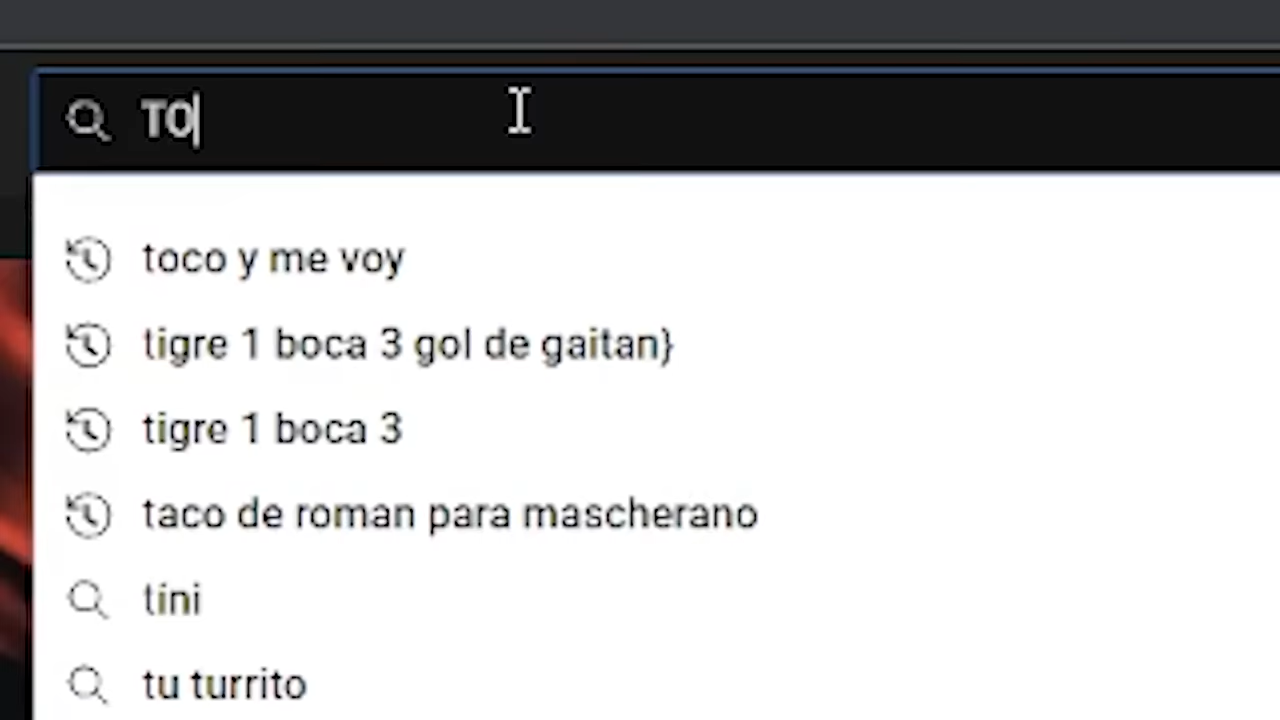 TO
toco y me voy
tigre 1 boca 3 gol de gaitan}
tigre 1 boca 3
taco de roman para mascherano
tini
tu turrito